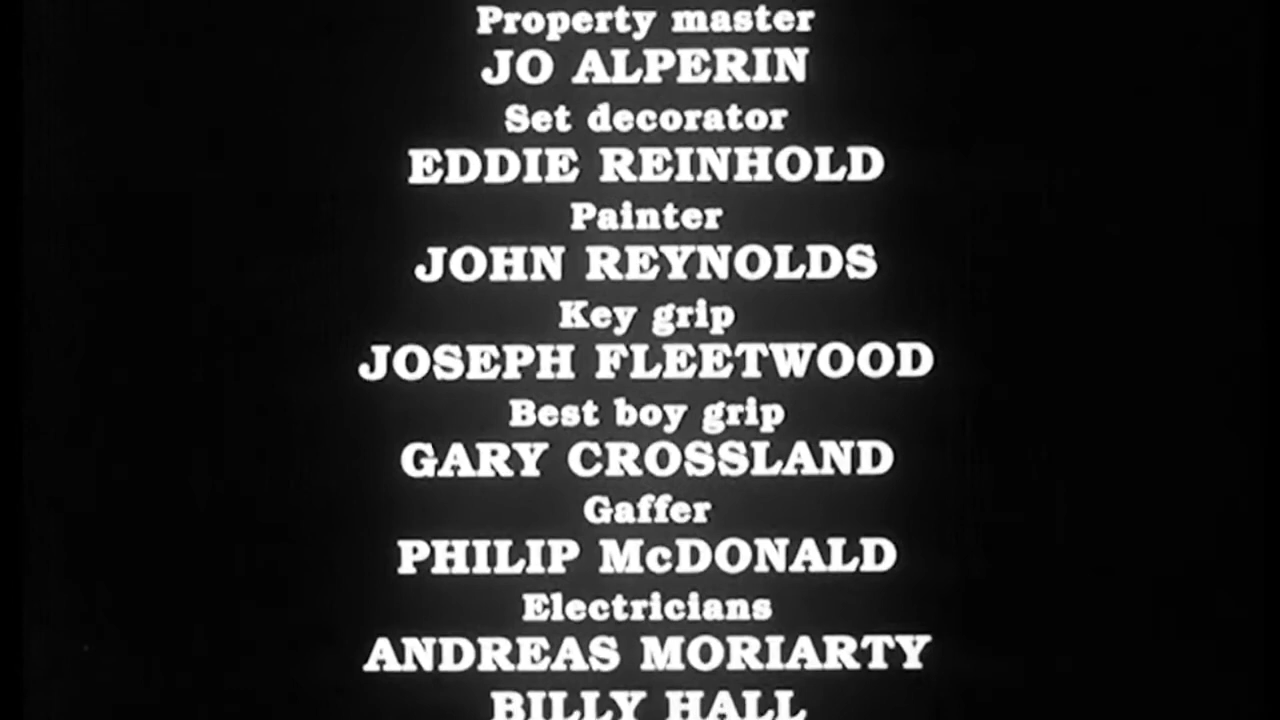 Property master
JO ALPERIN
Set decorator
EDDIE REINHOLD
Painter
JOHN REYNOLDS
Key grip
JOSEPH FLEETWOOD
Best boy grip
GARY CROSSLAND
Gaffer
PHILIP McDONALD
Electricians
ANDREAS MORIARTY
BILLY HALL